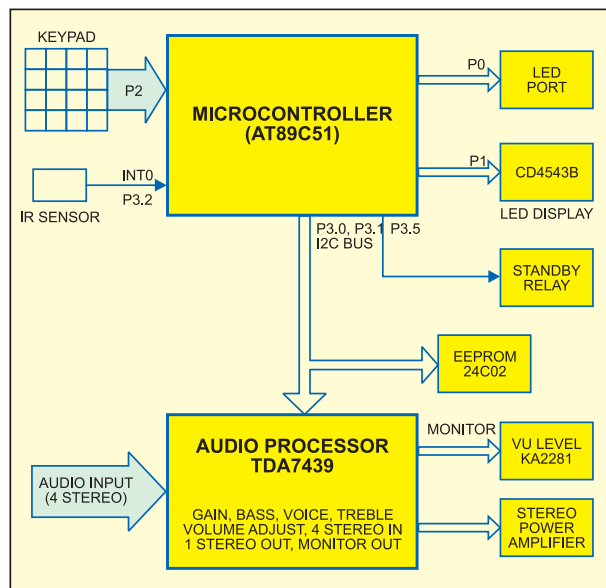 KEYPAD
P2
MICROCONTROLLER
(AT89C51)
P0
LED
PORT
INT0
P3.2
IR SENSOR
P1
CD4543B
LED DISPLAY
P3.0, P3.1
I2C BUS
P3.5
STANDBY
RELAY
EEPROM
24C02
AUDIO INPUT
(4 STEREO)
AUDIO PROCESSOR
TDA7439
GAIN, BASS, VOICE, TREBLE
VOLUME ADJUST, 4 STEREO IN
1 STEREO OUT, MONITOR OUT
MONITOR
VU LEVEL
KA2281
STEREO
POWER
AMPLIFIER